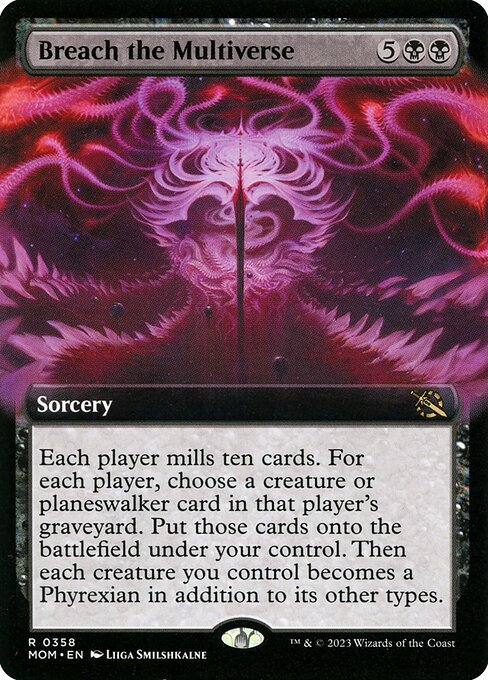 Breach the Multiverse 5
Sorcery
Each player mills ten cards. For
each player, choose a creature or
planeswalker card in that player's
graveyard. Put those cards onto the
battlefield under your control. Then
each creature you control becomes a
Phyrexian in addition to its other types.
R 0358
MOM • EN LIIGA SMILSHKALNE
™ & © 2023 Wizards of the Coast